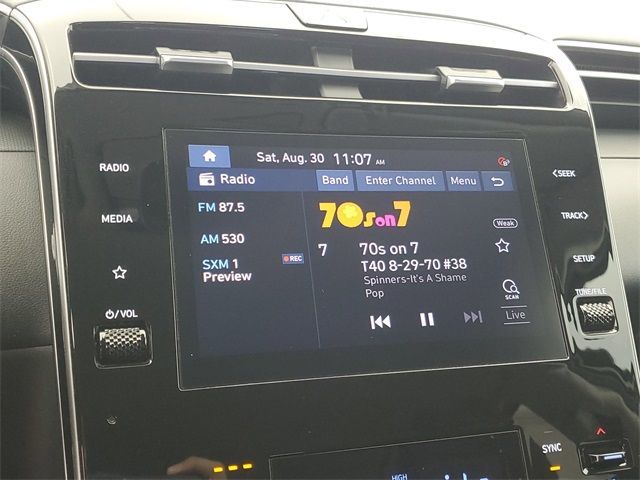 Sat, Aug. 30 11:07 AM
Radio Band Enter Channel Menu
FM 87.5
AM 530
SXM 1 REC
Preview
70s on 7
Weak
7 70s on 7
T40 8-29-70 #38
Spinners-It's A Shame
Pop
SCAN
Live
RADIO
MEDIA
/VOL
<SEEK
TRACK>
SETUP
TUNE/FILE
SYNC
HIGH